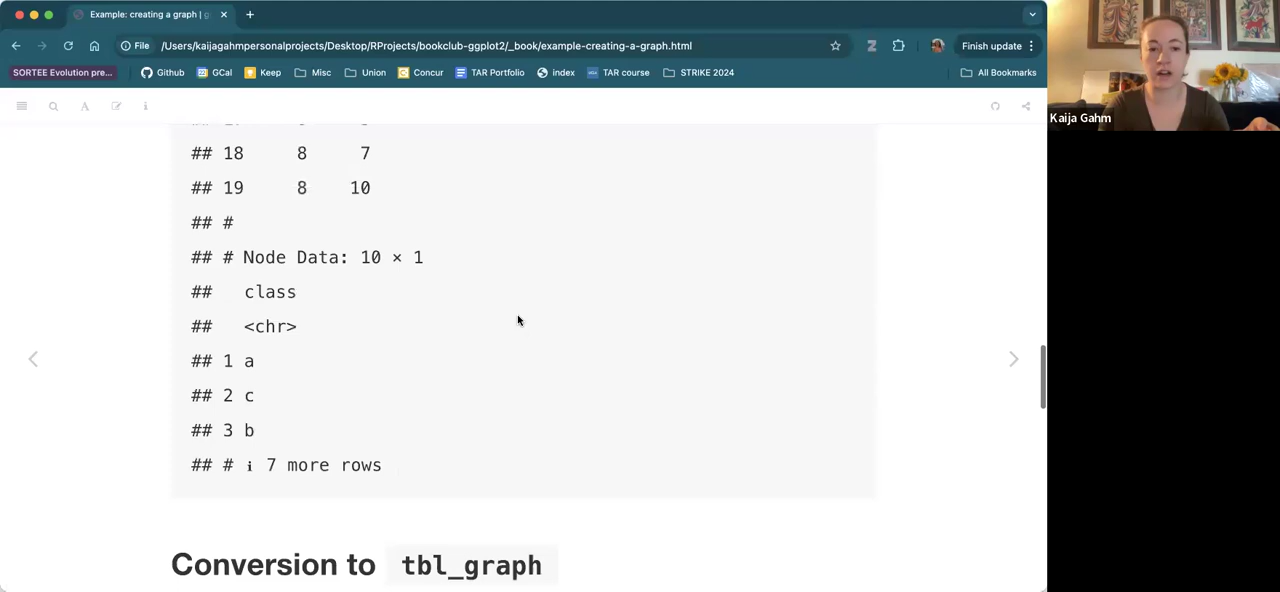 Example: creating a graph | g
File
/Users/kaijagahmpersonalprojects/Desktop/RProjects/bookclub-ggplot2/_book/example-creating-a-graph.html
Finish update
SORTEE Evolution pre... Github GCal Keep Misc Union Concur TAR Portfolio index TAR course STRIKE 2024 All Bookmarks
Kaija Gahm
## 18 8 7
## 19 8 10
## #
## # Node Data: 10 × 1
## class
## <chr>
## 1 a
## 2 c
## 3 b
## # ℹ 7 more rows
Conversion to tbl_graph